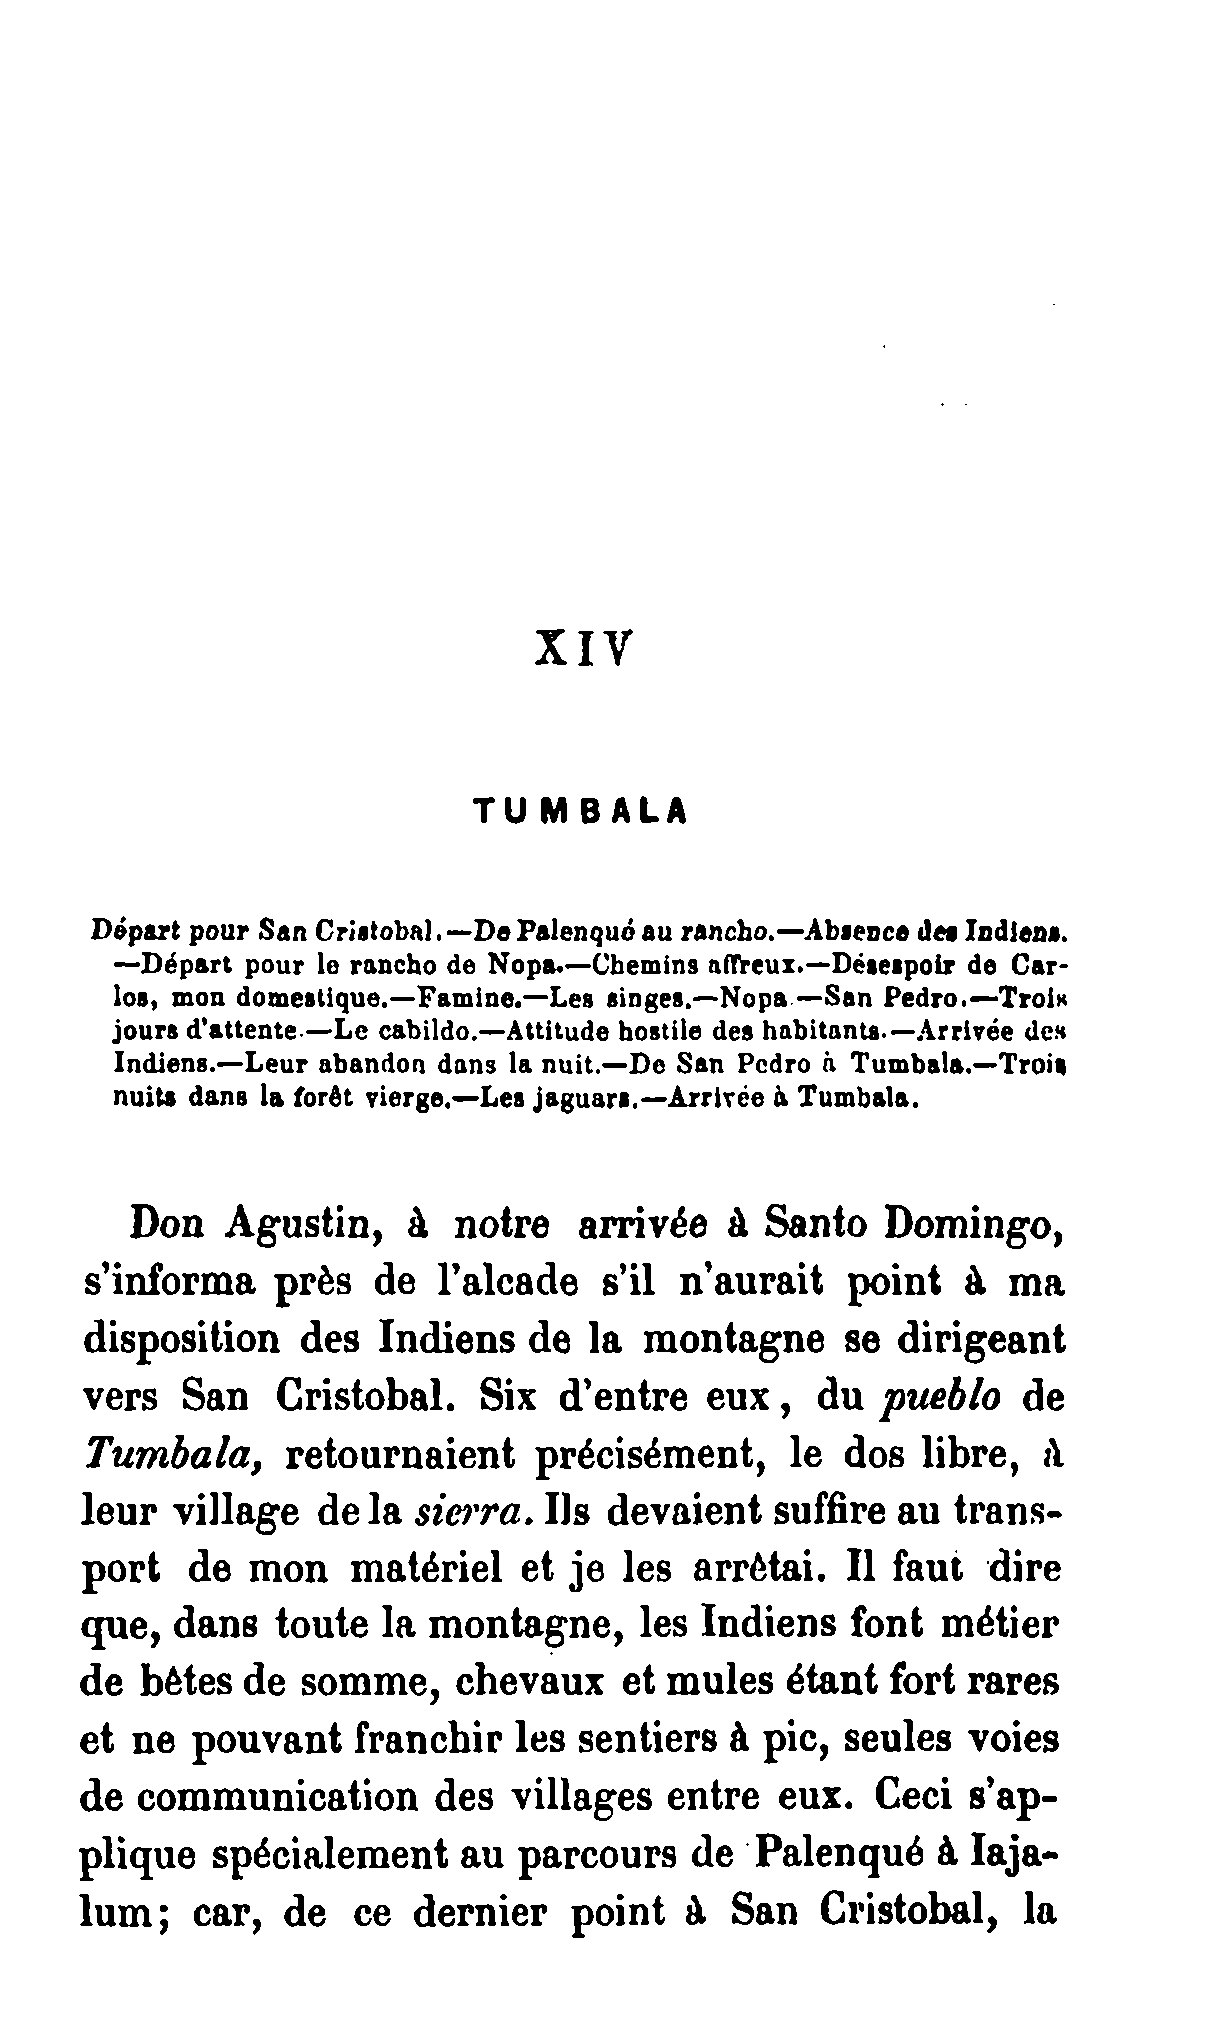 XIV
TUMBALA
Départ pour San Cristobal.—De Palenqué au rancho.—Absence des Indiens.
—Départ pour le rancho de Nopa.—Chemins affreux.—Désespoir de Car-
los, mon domestique.—Famine.—Les singes.—Nopa.—San Pedro.—Trois
jours d'attente.—Le cabildo.—Attitude hostile des habitants.—Arrivée des
Indiens.—Leur abandon dans la nuit.—De San Pedro à Tumbala.—Trois
nuits dans la forêt vierge.—Les jaguars.—Arrivée à Tumbala.
Don Agustin, à notre arrivée à Santo Domingo,
s'informa près de l'alcade s'il n'aurait point à ma
disposition des Indiens de la montagne se dirigeant
vers San Cristobal. Six d'entre eux, du pueblo de
Tumbala, retournaient précisément, le dos libre, à
leur village de la sierra. Ils devaient suffire au trans-
port de mon matériel et je les arrêtai. Il faut dire
que, dans toute la montagne, les Indiens font métier
de bêtes de somme, chevaux et mules étant fort rares
et ne pouvant franchir les sentiers à pic, seules voies
de communication des villages entre eux. Ceci s'ap-
plique spécialement au parcours de Palenqué à Iaja-
lum; car, de ce dernier point à San Cristobal, la